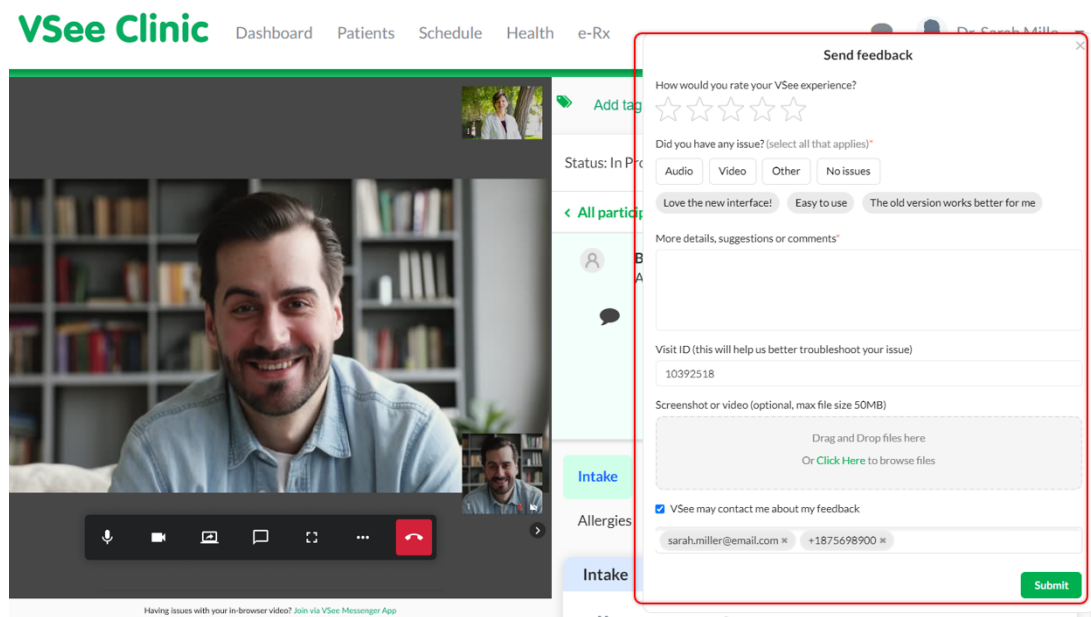 VSee Clinic Dashboard Patients Schedule Health e-Rx Dr. Sarah Mille
Add tag
Status: In Pro
All particip
B
A
Intake
Allergies
Intake
Having issues with your in-browser video? Join via VSee Messenger App
Send feedback
How would you rate your VSee experience?
Did you have any issue? (select all that applies)*
Audio Video Other No issues
Love the new interface! Easy to use The old version works better for me
More details, suggestions or comments*
Visit ID (this will help us better troubleshoot your issue)
10392518
Screenshot or video (optional, max file size 50MB)
Drag and Drop files here
Or Click Here to browse files
VSee may contact me about my feedback
sarah.miller@email.com × +1875698900 ×
Submit